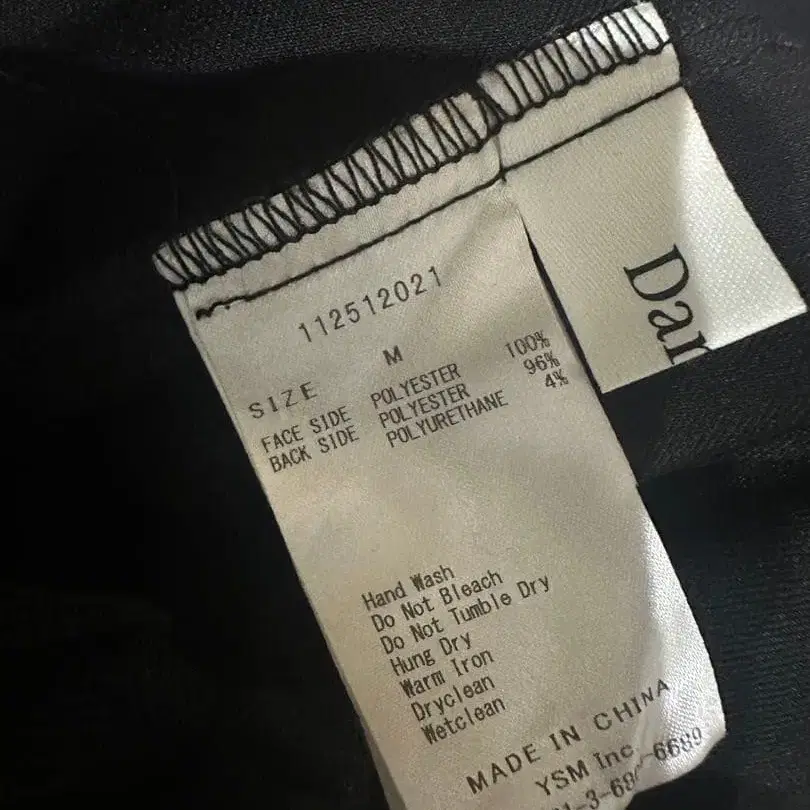 112512021
SIZE M
FACE SIDE POLYESTER 100%
BACK SIDE POLYESTER 96%
POLYURETHANE 4%
Hand Wash
Do Not Bleach
Do Not Tumble Dry
Hung Dry
Warm Iron
Dryclean
Wetclean
MADE IN CHINA
YSM Inc
Dar